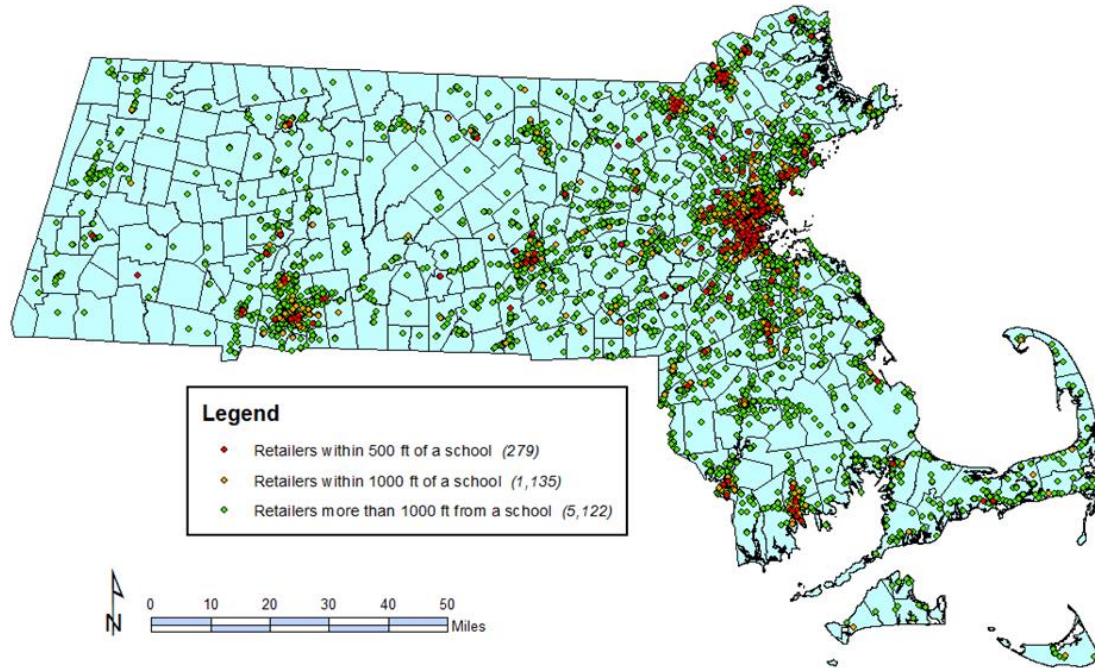 Legend
Retailers within 500 ft of a school (279)
Retailers within 1000 ft of a school (1,135)
Retailers more than 1000 ft from a school (5,122)
N
0 10 20 30 40 50
Miles